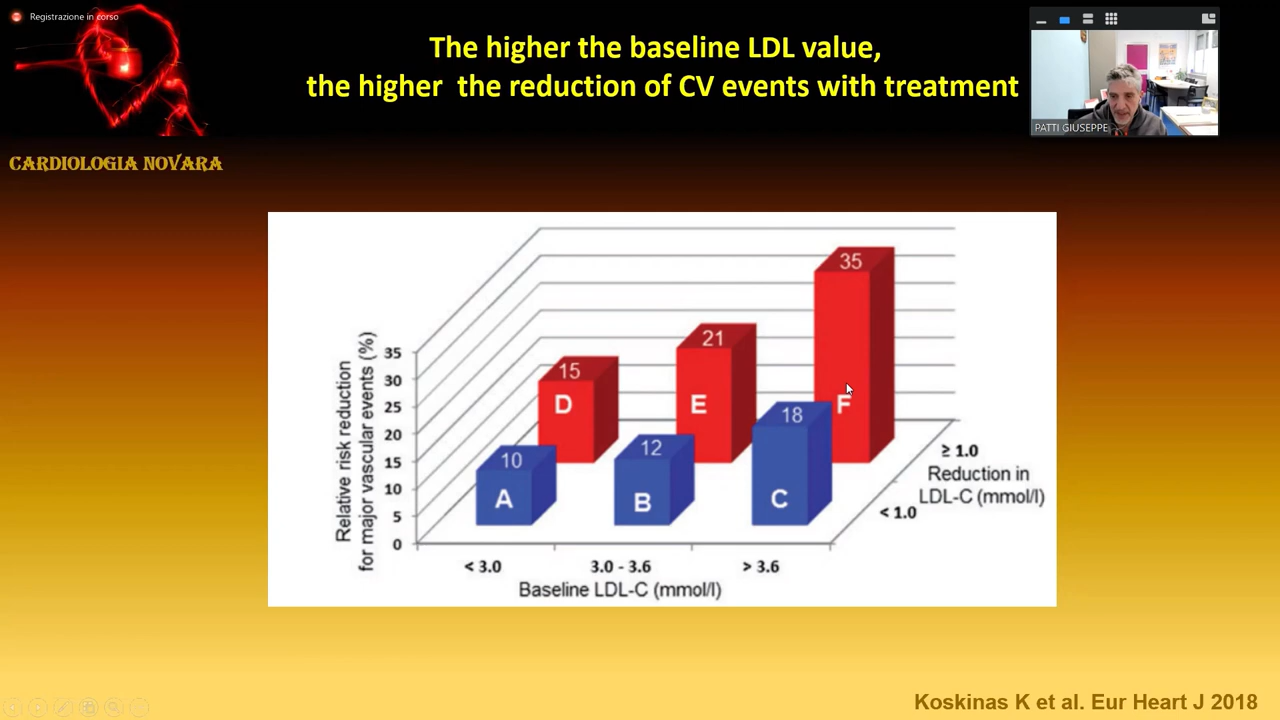 Registrazione in corso
The higher the baseline LDL value,
the higher the reduction of CV events with treatment
PATTI GIUSEPPE
CARDIOLOGIA NOVARA
Relative risk reduction
for major vascular events (%)
35
30
25
20
15
10
5
0
15
21
35
D
E
F
10
12
18
A
B
C
≥ 1.0
Reduction in
LDL-C (mmol/l)
< 1.0
< 3.0
3.0 - 3.6
> 3.6
Baseline LDL-C (mmol/l)
Koskinas K et al. Eur Heart J 2018